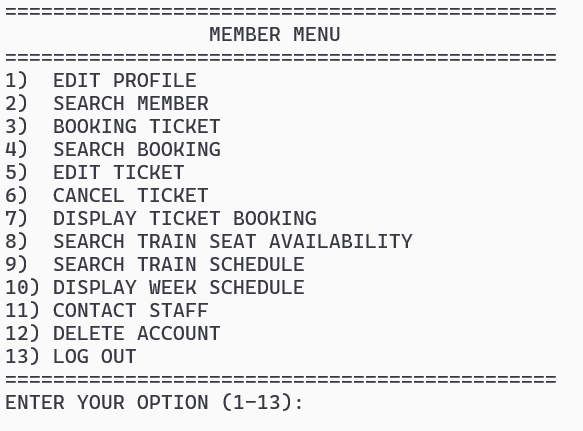 ==============================================
MEMBER MENU
==============================================
1)  EDIT PROFILE
2)  SEARCH MEMBER
3)  BOOKING TICKET
4)  SEARCH BOOKING
5)  EDIT TICKET
6)  CANCEL TICKET
7)  DISPLAY TICKET BOOKING
8)  SEARCH TRAIN SEAT AVAILABILITY
9)  SEARCH TRAIN SCHEDULE
10) DISPLAY WEEK SCHEDULE
11) CONTACT STAFF
12) DELETE ACCOUNT
13) LOG OUT
==============================================
ENTER YOUR OPTION (1-13):